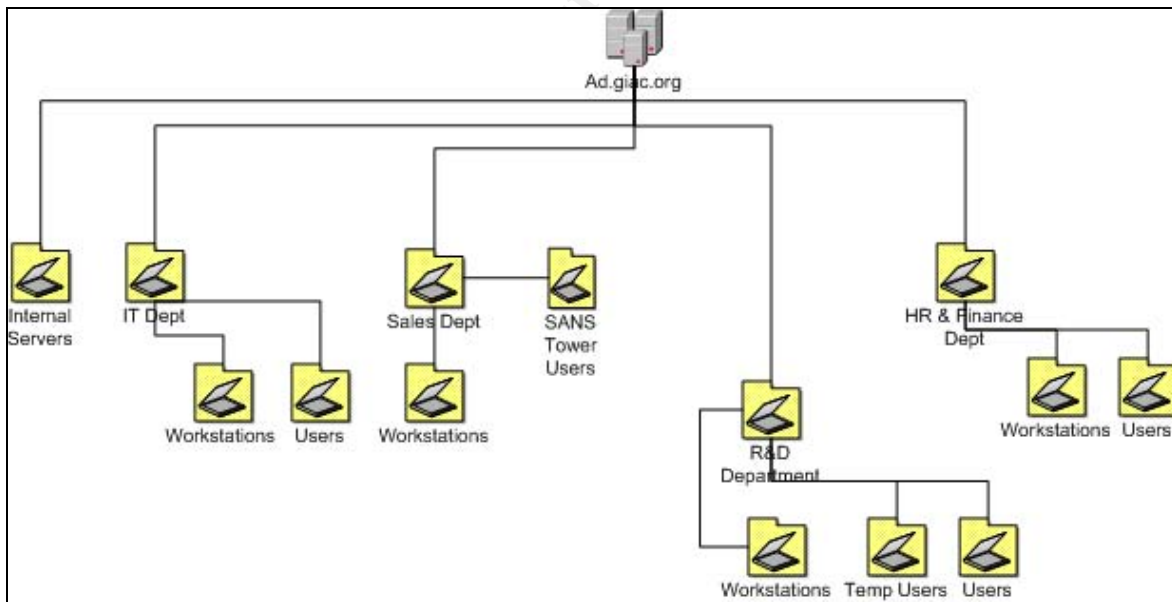 Ad.giac.org
Internal
Servers
IT Dept
Sales Dept
SANS
Tower
Users
HR & Finance
Dept
Workstations
Users
Workstations
Workstations
Users
R&D
Department
Workstations
Temp Users
Users